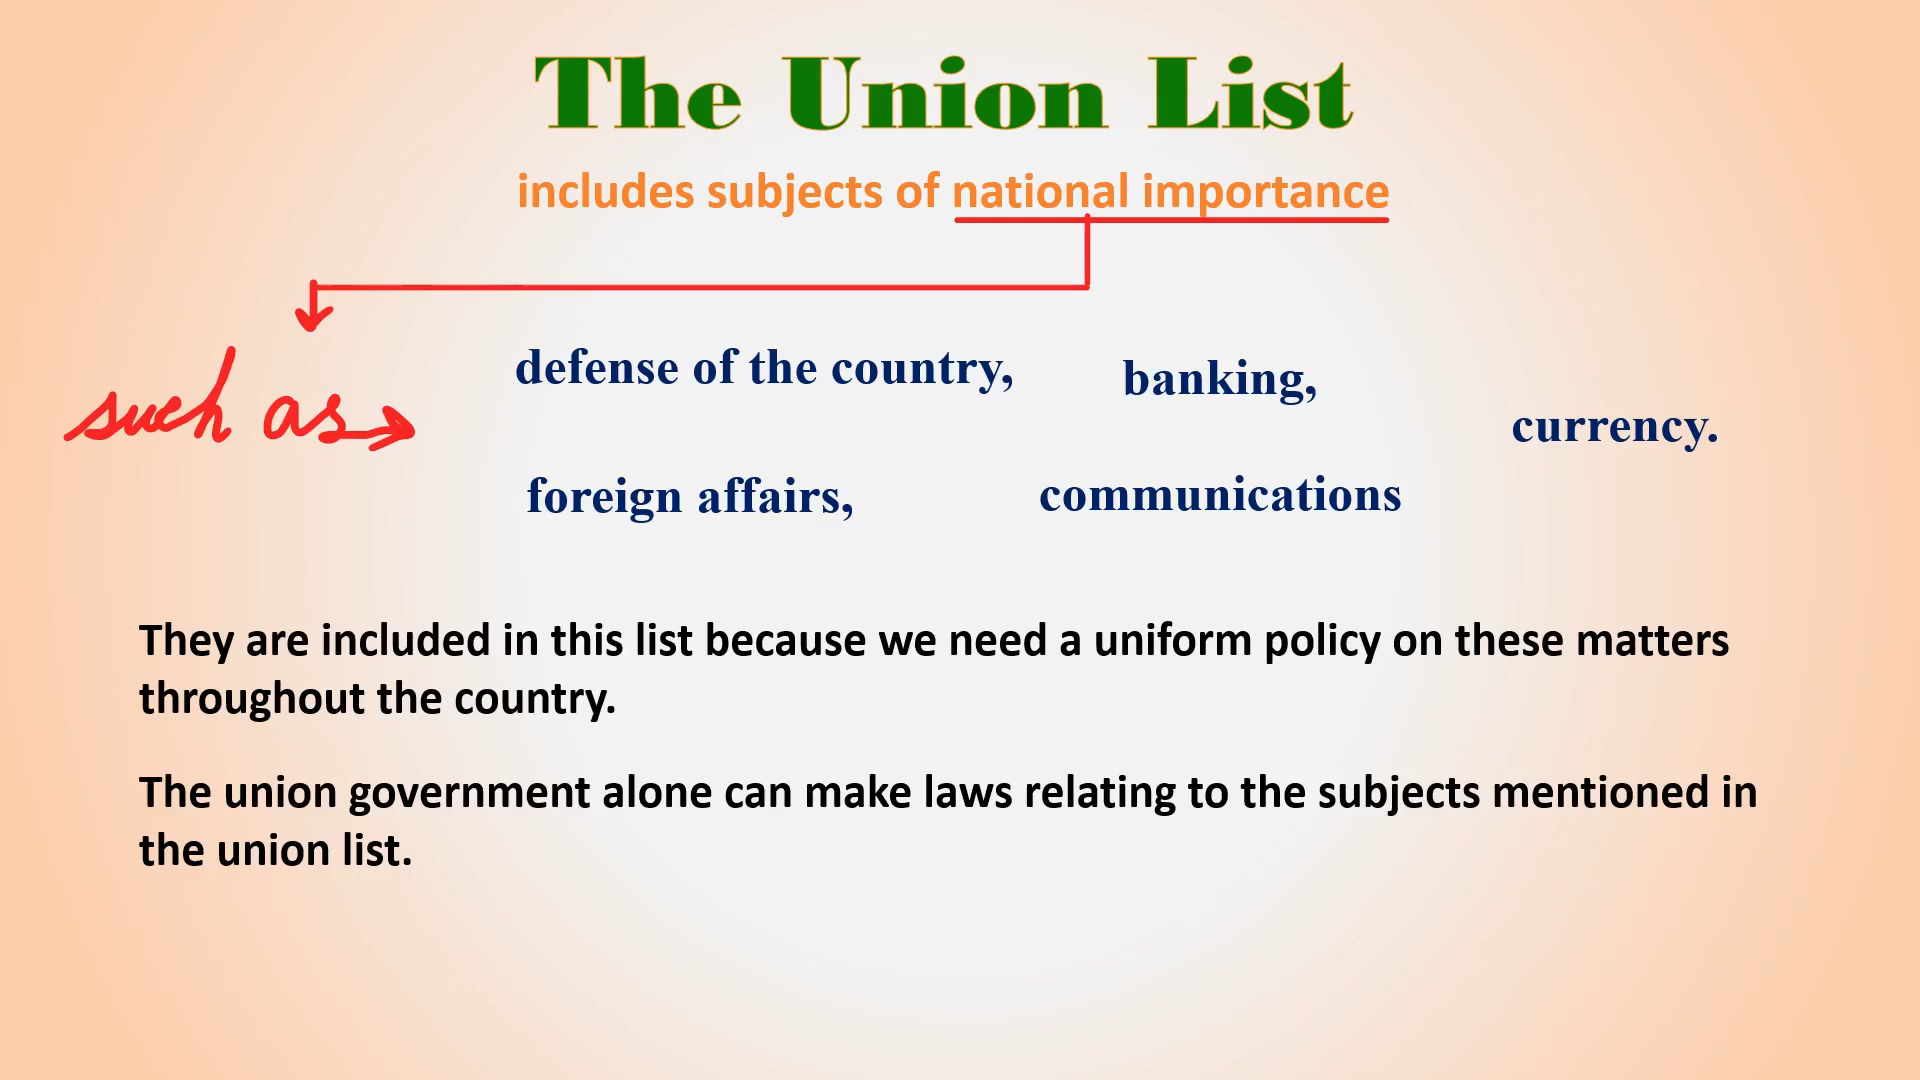 The Union List
includes subjects of national importance
such as
defense of the country,
banking,
currency.
foreign affairs,
communications
They are included in this list because we need a uniform policy on these matters
throughout the country.
The union government alone can make laws relating to the subjects mentioned in
the union list.